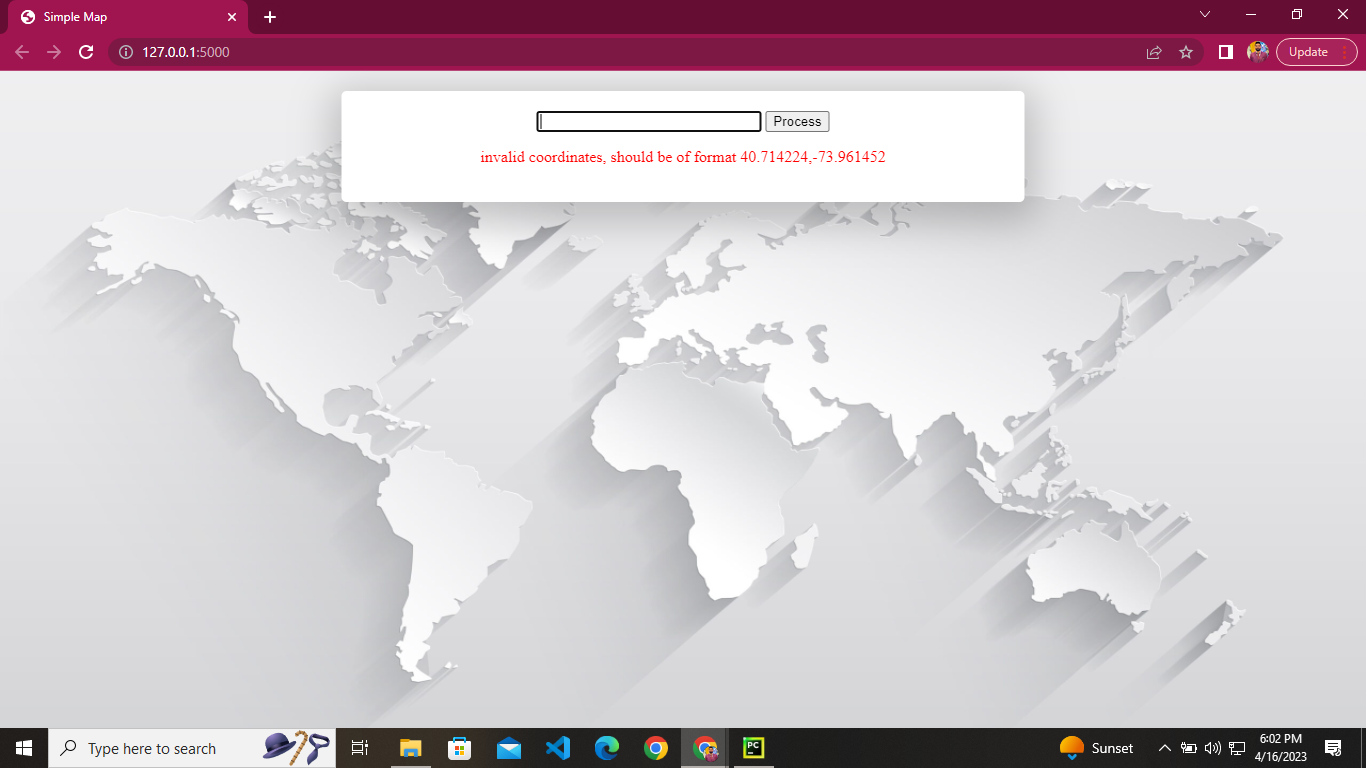 Simple Map
127.0.0.1:5000
Update
Process
invalid coordinates, should be of format 40.714224,-73.961452
Type here to search
PC
Sunset
6:02 PM
4/16/2023